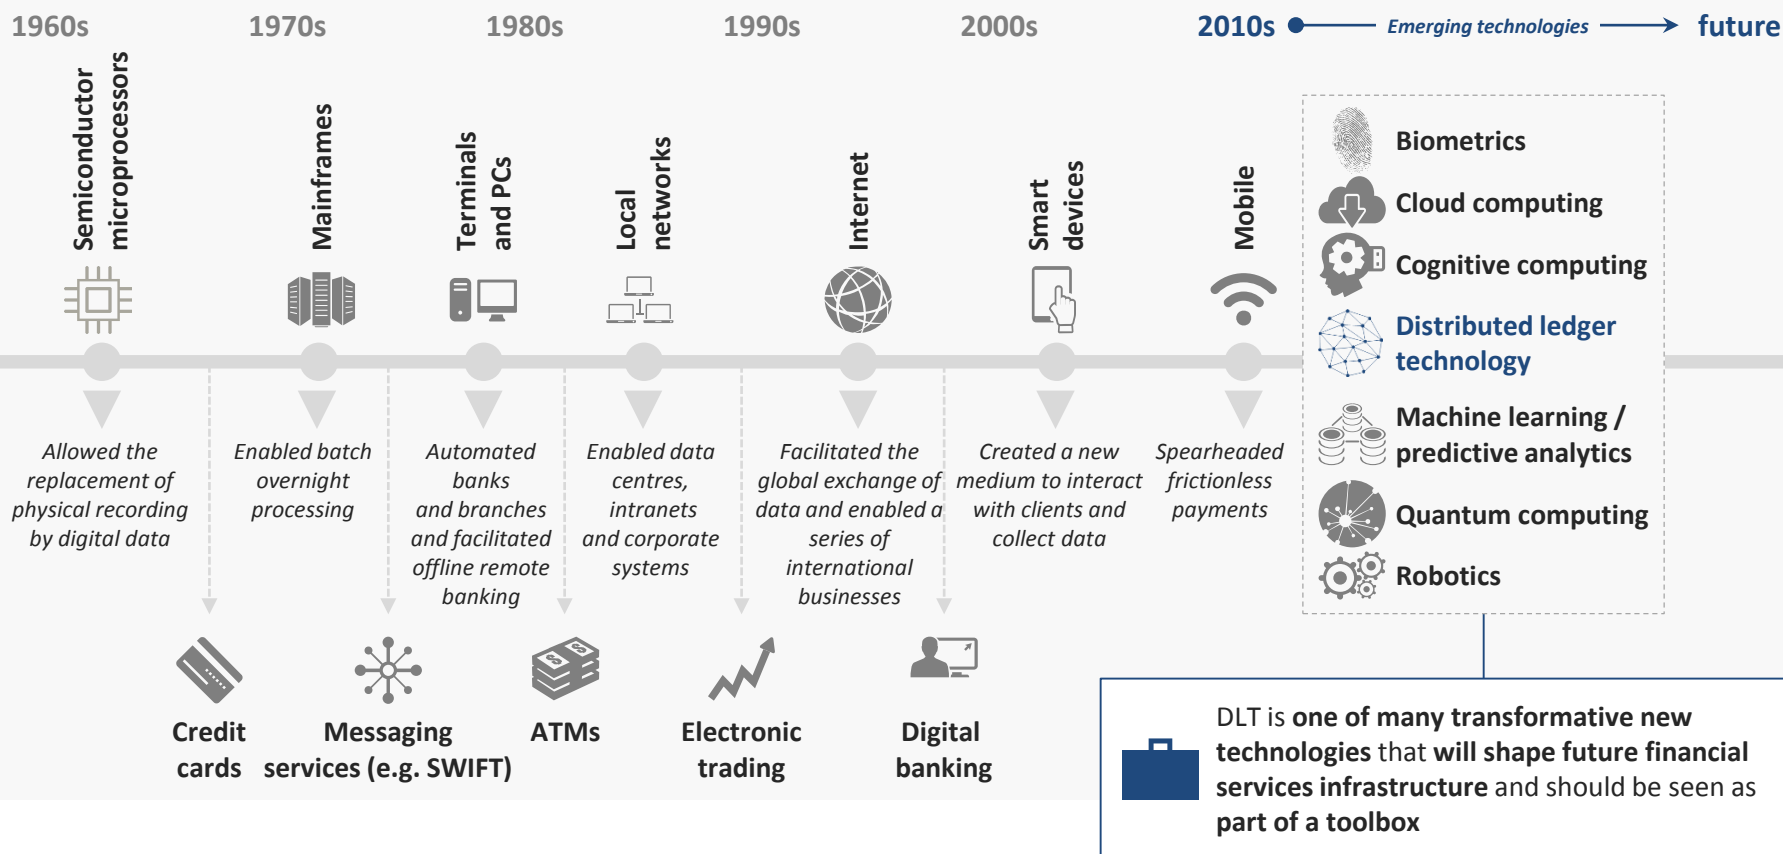 1960s
1970s
1980s
1990s
2000s
2010s
Emerging technologies
future
Semiconductor
microprocessors
Mainframes
Terminals
and PCs
Local
networks
Internet
Smart
devices
Mobile
Biometrics
Cloud computing
Cognitive computing
Distributed ledger
technology
Machine learning /
predictive analytics
Quantum computing
Robotics
Allowed the
replacement of
physical recording
by digital data
Enabled batch
overnight
processing
Automated
banks
and branches
and facilitated
offline remote
banking
Enabled data
centres,
intranets
and corporate
systems
Facilitated the
global exchange of
data and enabled a
series of
international
businesses
Created a new
medium to interact
with clients and
collect data
Spearheaded
frictionless
payments
Credit
cards
Messaging
services (e.g. SWIFT)
ATMs
Electronic
trading
Digital
banking
DLT is one of many transformative new
technologies that will shape future financial
services infrastructure and should be seen as
part of a toolbox